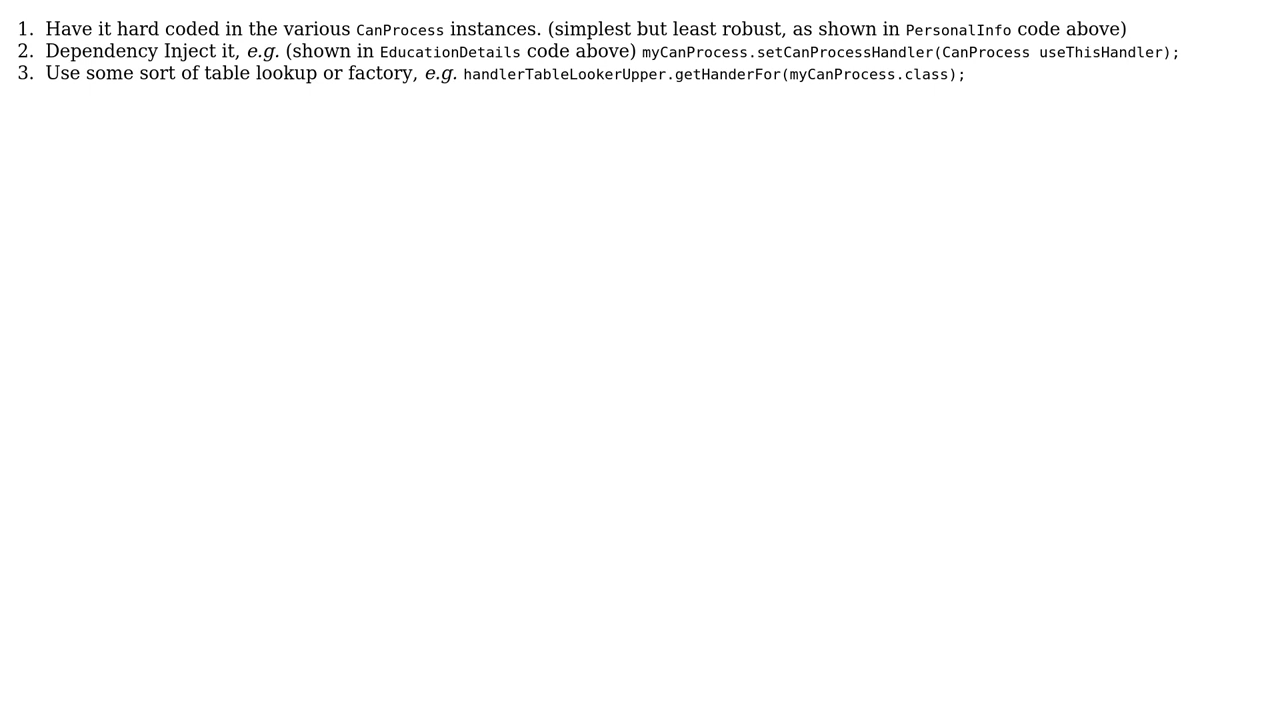 1. Have it hard coded in the various CanProcess instances. (simplest but least robust, as shown in PersonalInfo code above)
2. Dependency Inject it, e.g. (shown in EducationDetails code above) myCanProcess.setCanProcessHandler(CanProcess useThisHandler);
3. Use some sort of table lookup or factory, e.g. handlerTableLookerUpper.getHanderFor(myCanProcess.class);